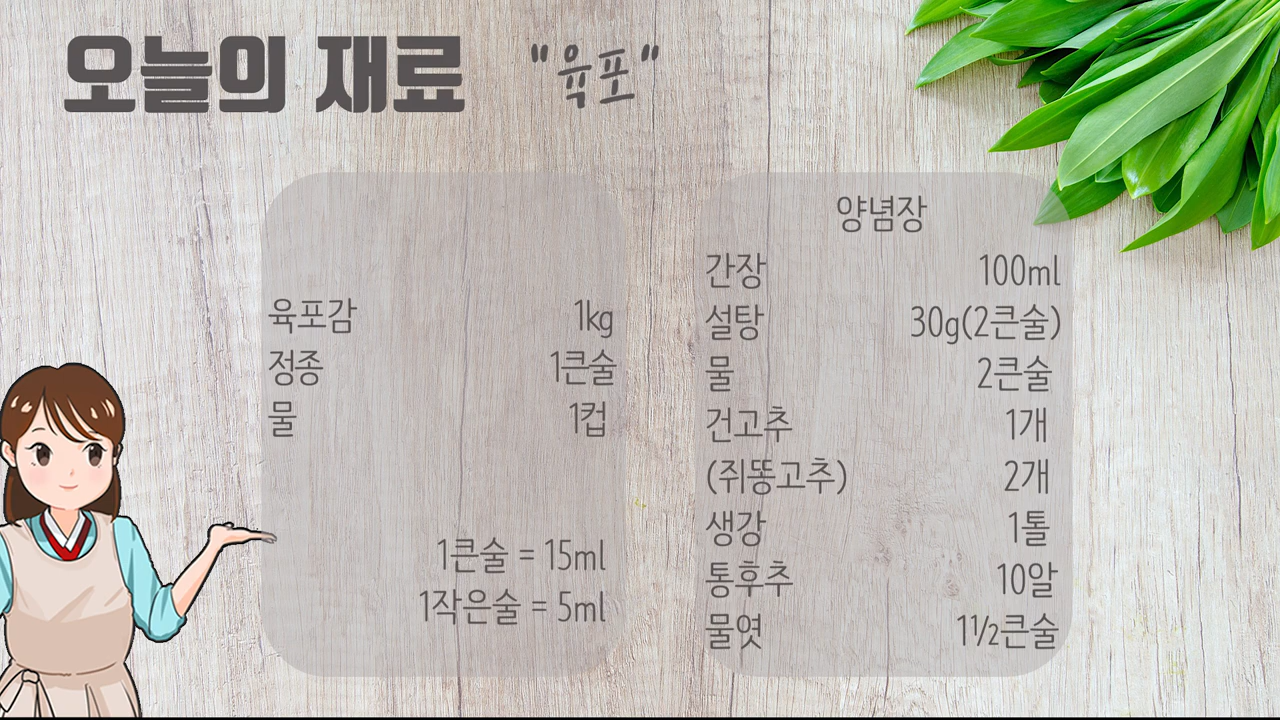 오늘의 재료 "육포"
육포감 1kg
정종 1큰술
물 1컵
1큰술 = 15ml
1작은술 = 5ml
양념장
간장 100ml
설탕 30g(2큰술)
물 2큰술
건고추 1개
(쥐똥고추) 2개
생강 1톨
통후추 10알
물엿 1½큰술